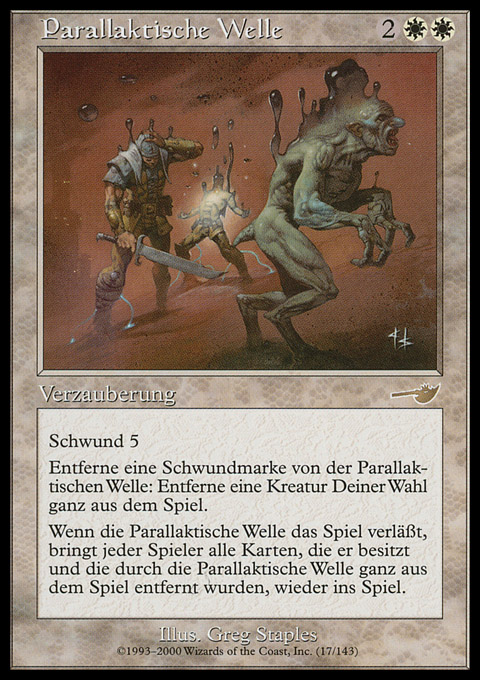 Parallaktische Welle 2
Verzauberung
Schwund 5
Entferne eine Schwundmarke von der Parallak-
tischen Welle: Entferne eine Kreatur Deiner Wahl
ganz aus dem Spiel.
Wenn die Parallaktische Welle das Spiel verläßt,
bringt jeder Spieler alle Karten, die er besitzt
und die durch die Parallaktische Welle ganz aus
dem Spiel entfernt wurden, wieder ins Spiel.
Illus. Greg Staples
©1993–2000 Wizards of the Coast, Inc. (17/143)